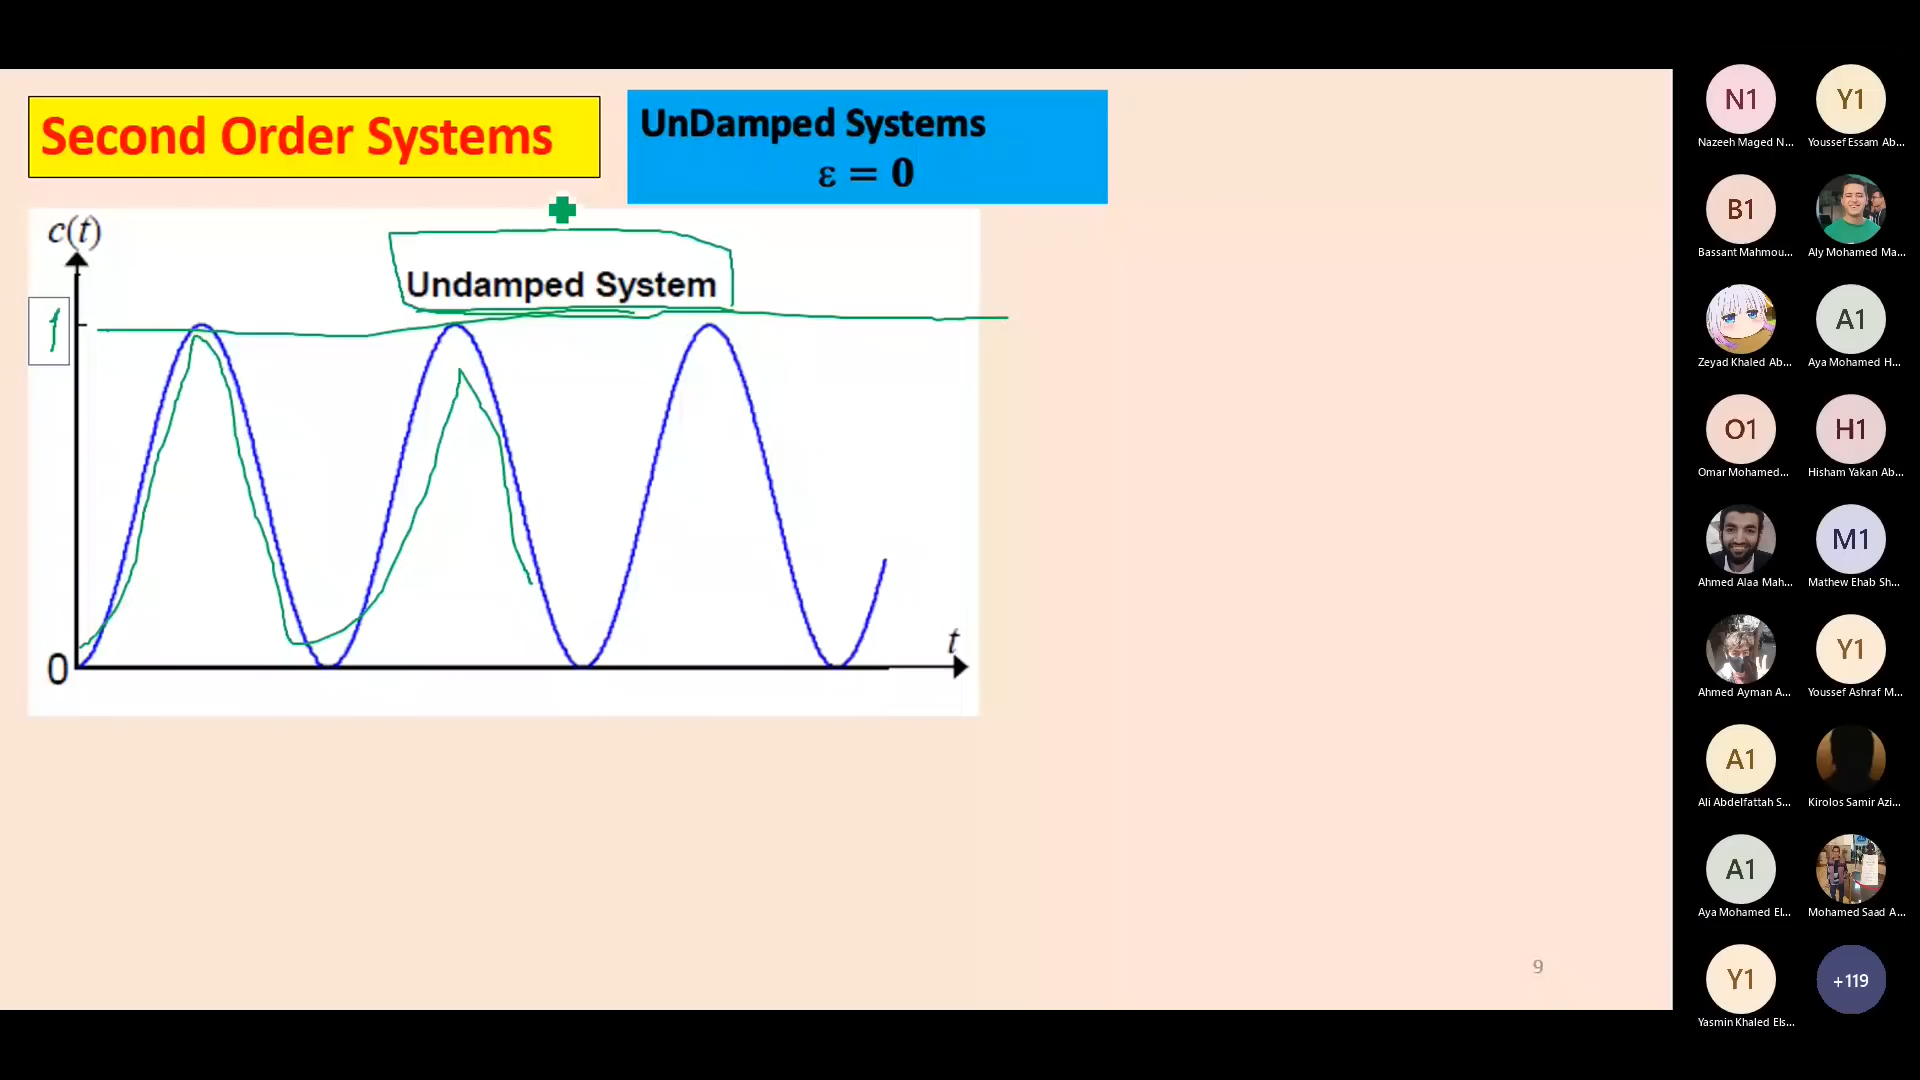 Second Order Systems
UnDamped Systems
ε = 0
c(t)
Undamped System
1
0
t
9
N1
Nazeeh Maged N...
Y1
Youssef Essam Ab...
B1
Bassant Mahmou...
Aly Mohamed Ma...
Zeyad Khaled Ab...
A1
Aya Mohamed H...
O1
Omar Mohamed...
H1
Hisham Yakan Ab...
Ahmed Alaa Mah...
M1
Mathew Ehab Sh...
Ahmed Ayman A...
Y1
Youssef Ashraf M...
A1
Ali Abdelfattah S...
Kirolos Samir Azi...
A1
Aya Mohamed El...
Mohamed Saad A...
Y1
Yasmin Khaled Els...
+119